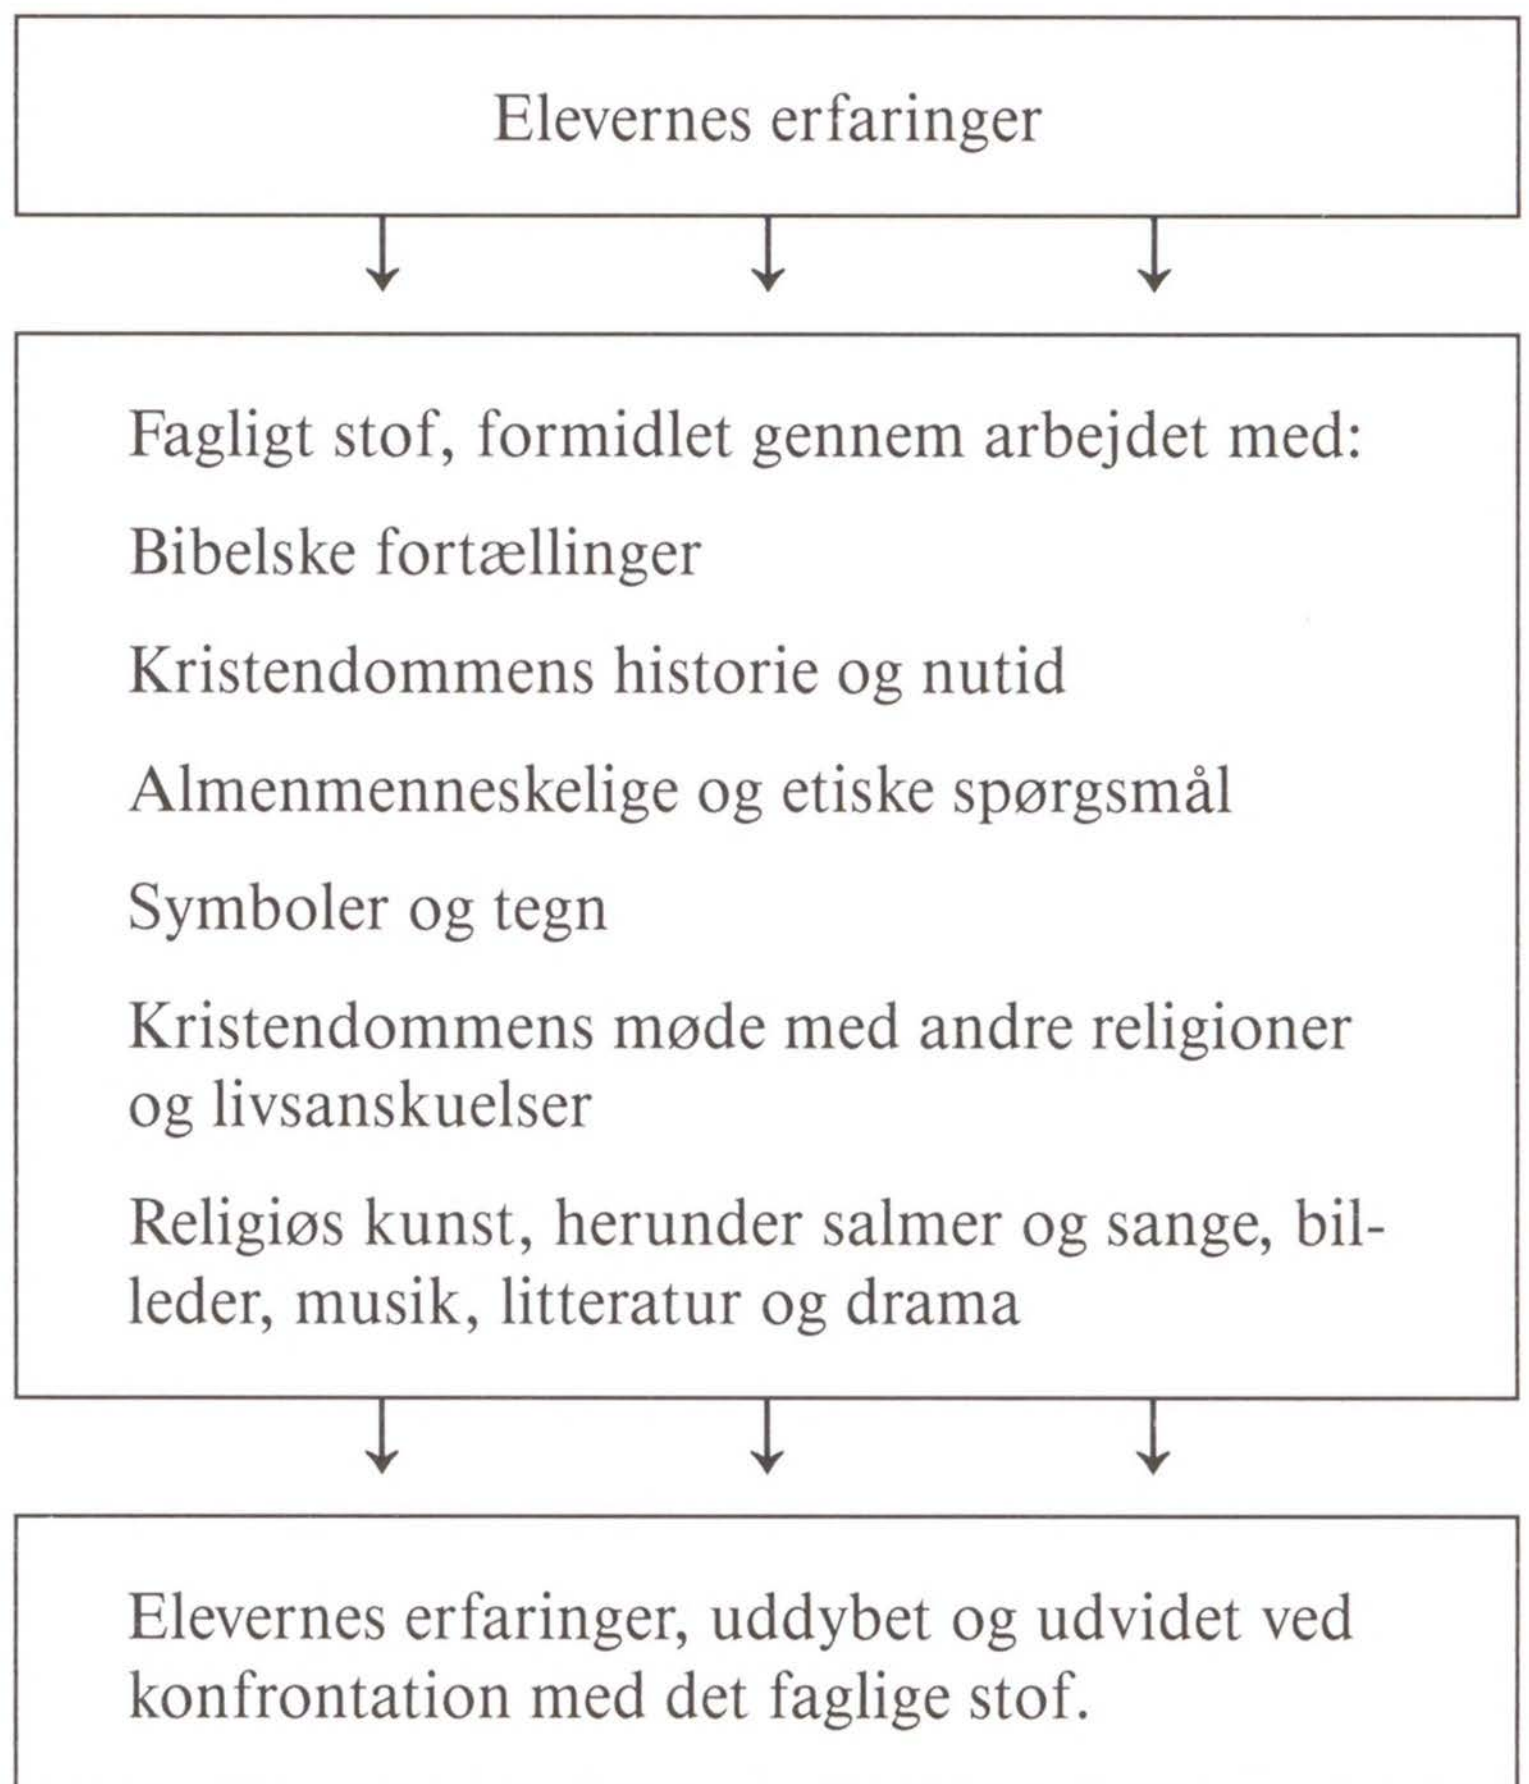 Elevernes erfaringer
Fagligt stof, formidlet gennem arbejdet med:
Bibelske fortællinger
Kristendommens historie og nutid
Almenmenneskelige og etiske spørgsmål
Symboler og tegn
Kristendommens møde med andre religioner
og livsanskuelser
Religiøs kunst, herunder salmer og sange, bil-
leder, musik, litteratur og drama
Elevernes erfaringer, uddybet og udvidet ved
konfrontation med det faglige stof.